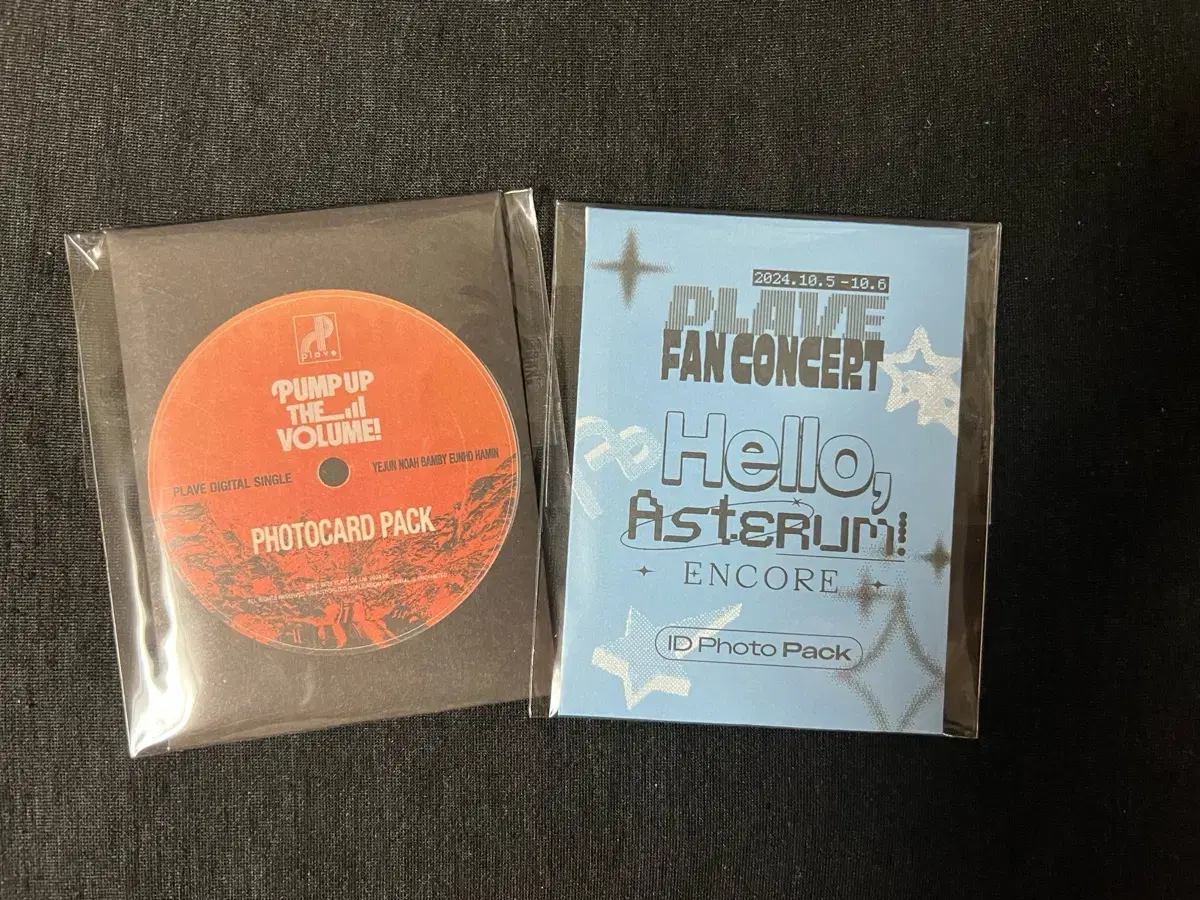 plave
PUMP UP
THE
VOLUME!
PLAVE DIGITAL SINGLE
YEJUN NOAH BAMBY EUNHO HAMIN
PHOTOCARD PACK
2024.10.5 -10.6
PLAVE
FAN CONCERT
Hello,
Asterum!
ENCORE
ID Photo Pack